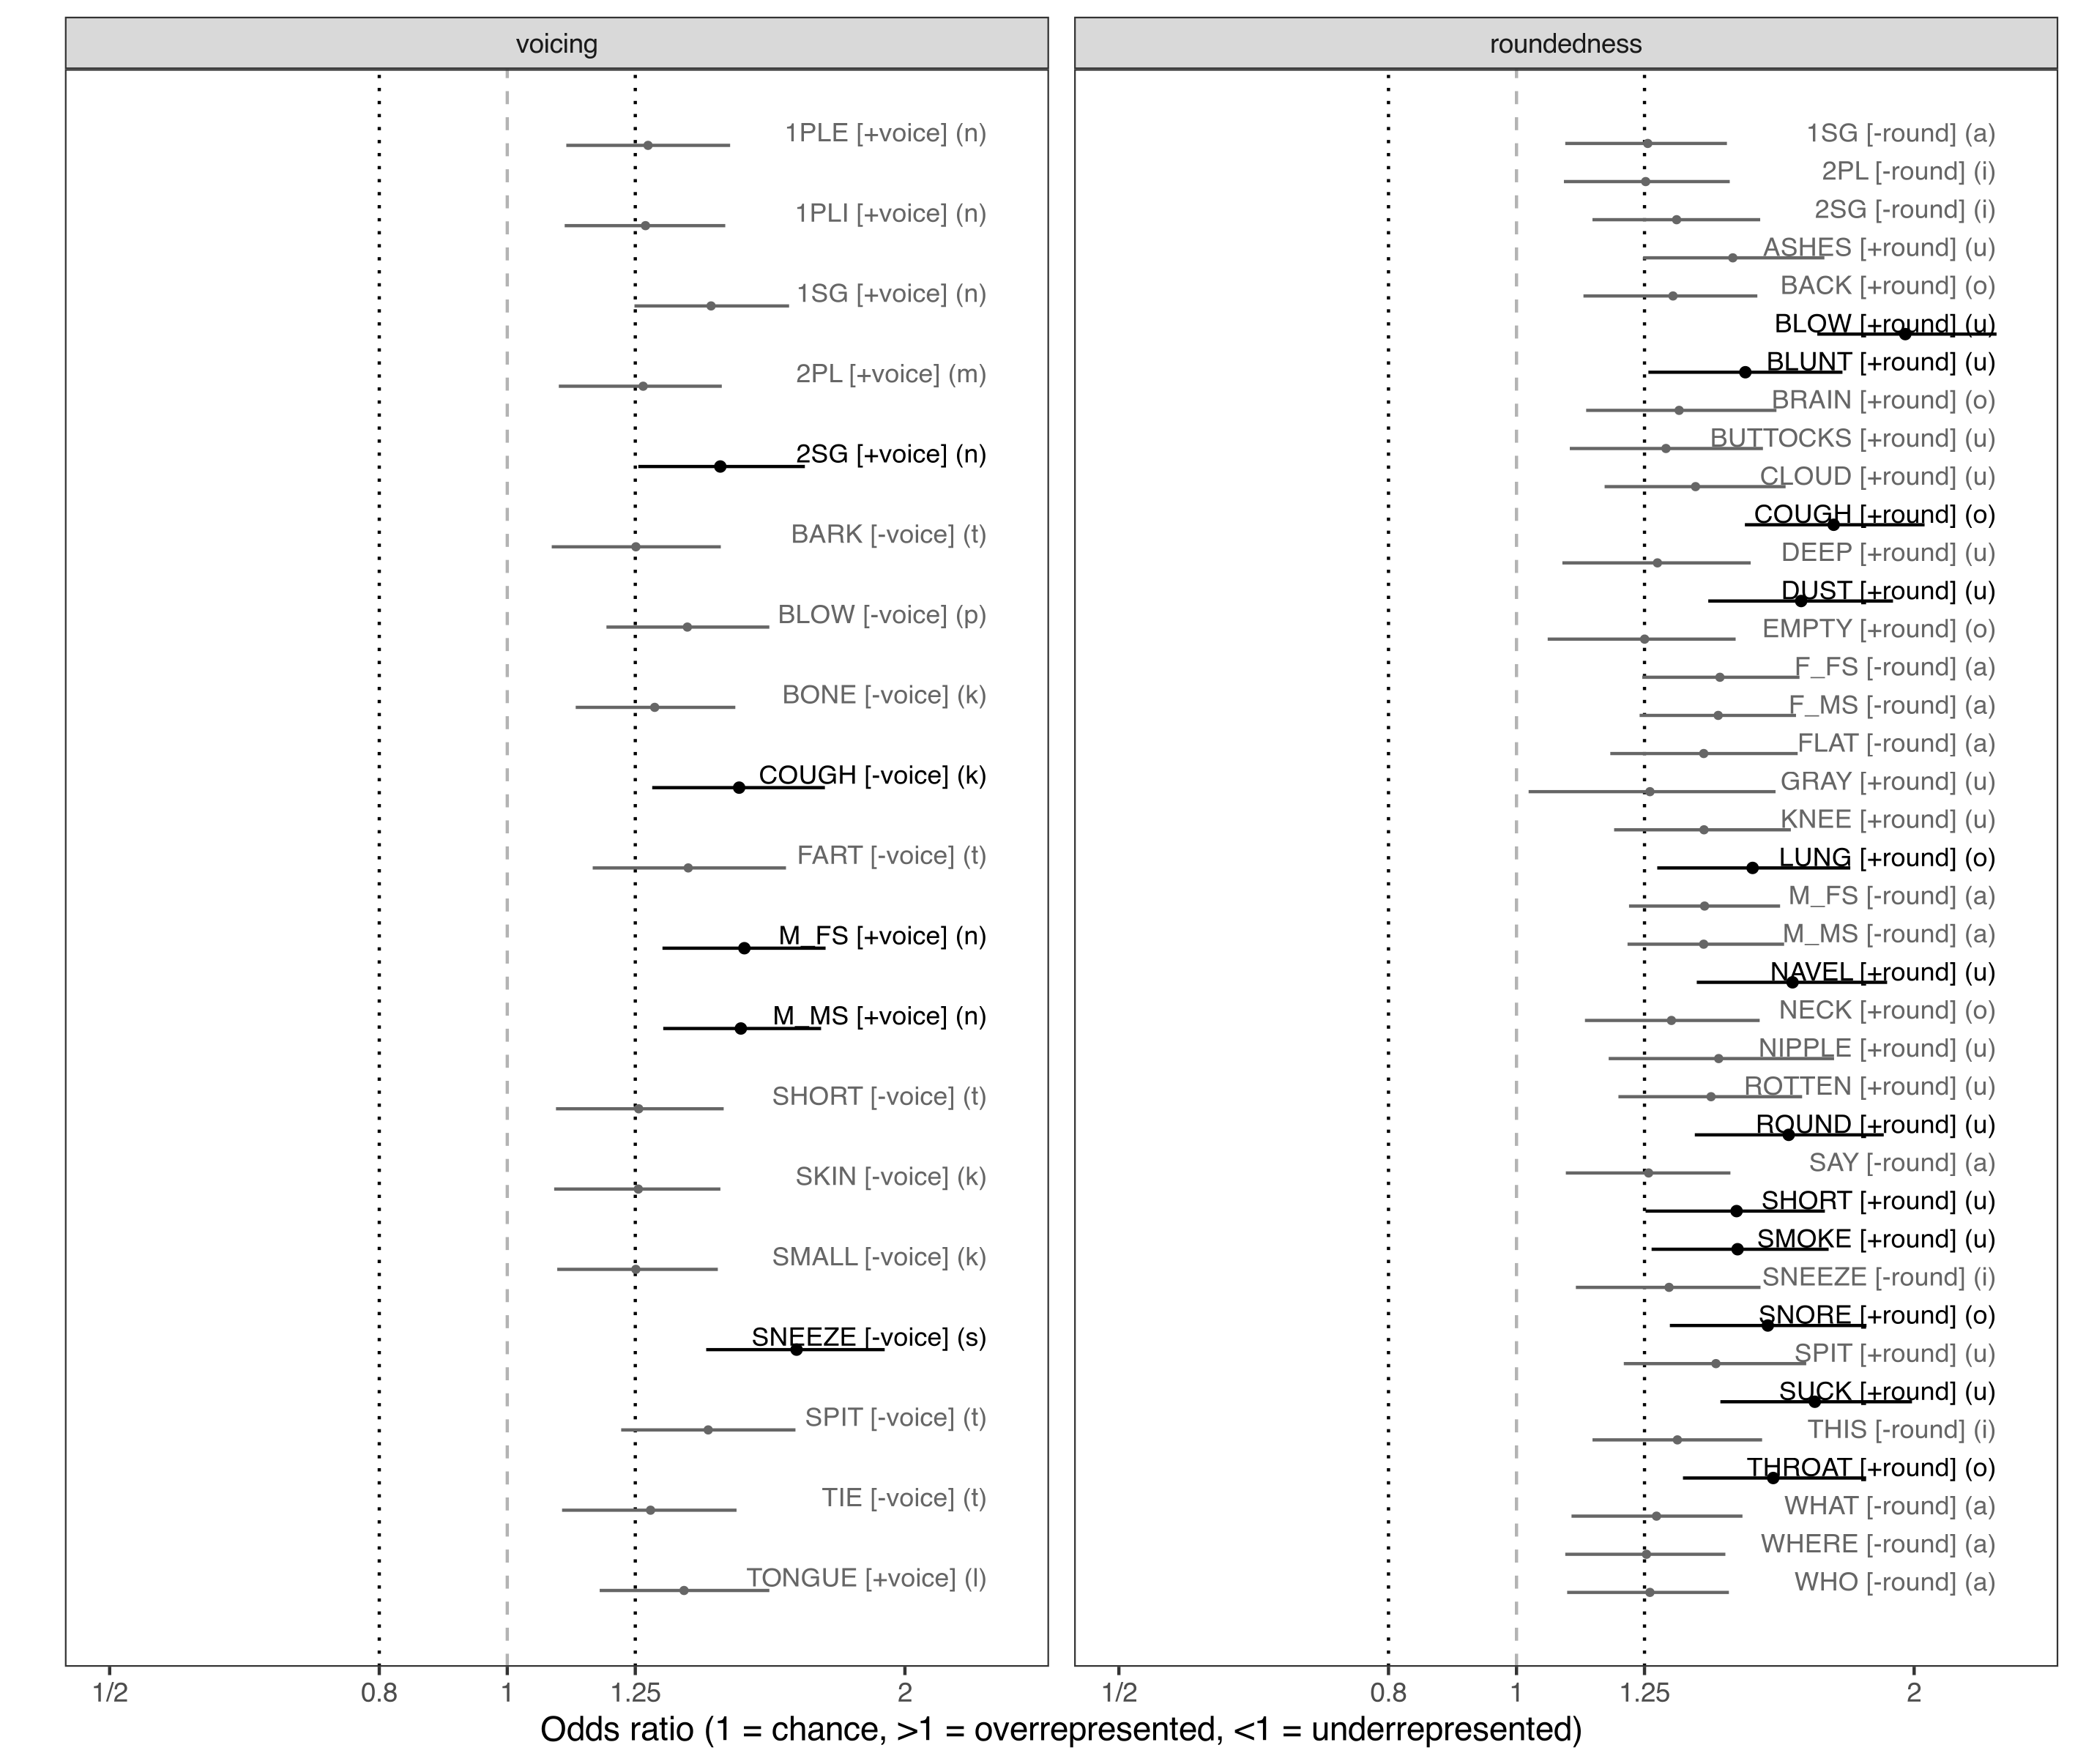 voicing
1PLE [+voice] (n)
1PLI [+voice] (n)
1SG [+voice] (n)
2PL [+voice] (m)
2SG [+voice] (n)
BARK [-voice] (t)
BLOW [-voice] (p)
BONE [-voice] (k)
COUGH [-voice] (k)
FART [-voice] (t)
M_FS [+voice] (n)
M_MS [+voice] (n)
SHORT [-voice] (t)
SKIN [-voice] (k)
SMALL [-voice] (k)
SNEEZE [-voice] (s)
SPIT [-voice] (t)
TIE [-voice] (t)
TONGUE [+voice] (l)
1/2 0.8 1 1.25 2
roundedness
1SG [-round] (a)
2PL [-round] (i)
2SG [-round] (i)
ASHES [+round] (u)
BACK [+round] (o)
BLOW [+round] (u)
BLUNT [+round] (u)
BRAIN [+round] (o)
BUTTOCKS [+round] (u)
CLOUD [+round] (u)
COUGH [+round] (o)
DEEP [+round] (u)
DUST [+round] (u)
EMPTY [+round] (o)
F_FS [-round] (a)
F_MS [-round] (a)
FLAT [-round] (a)
GRAY [+round] (u)
KNEE [+round] (u)
LUNG [+round] (o)
M_FS [-round] (a)
M_MS [-round] (a)
NAVEL [+round] (u)
NECK [+round] (o)
NIPPLE [+round] (u)
ROTTEN [+round] (u)
ROUND [+round] (u)
SAY [-round] (a)
SHORT [+round] (u)
SMOKE [+round] (u)
SNEEZE [-round] (i)
SNORE [+round] (o)
SPIT [+round] (u)
SUCK [+round] (u)
THIS [-round] (i)
THROAT [+round] (o)
WHAT [-round] (a)
WHERE [-round] (a)
WHO [-round] (a)
1/2 0.8 1 1.25 2
Odds ratio (1 = chance, >1 = overrepresented, <1 = underrepresented)